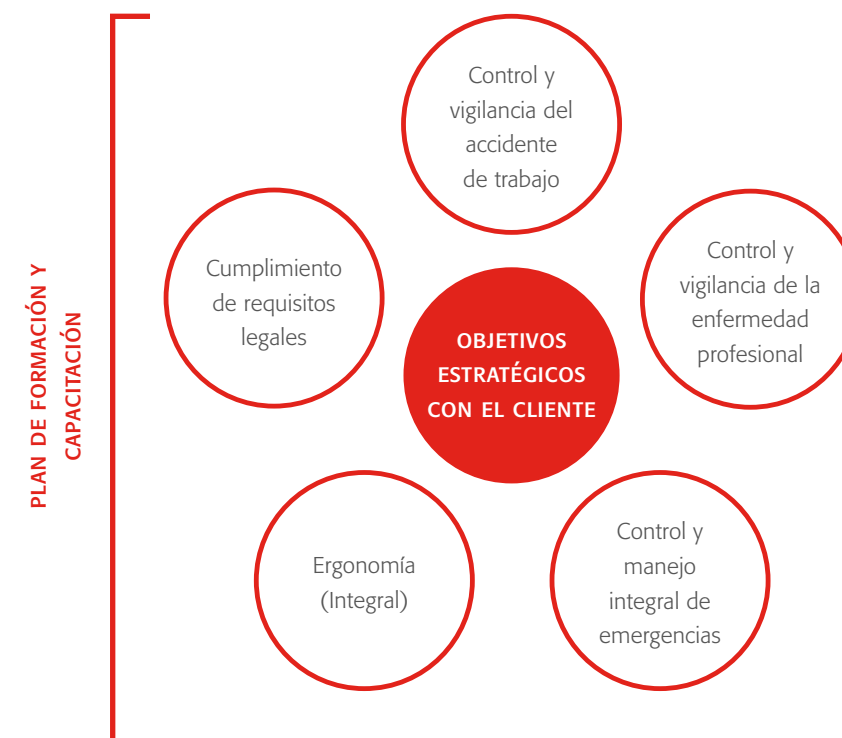 PLAN DE FORMACIÓN Y
CAPACITACIÓN
Control y
vigilancia del
accidente
de trabajo
Cumplimiento
de requisitos
legales
Control y
vigilancia de la
enfermedad
profesional
OBJETIVOS
ESTRATÉGICOS
CON EL CLIENTE
Ergonomía
(Integral)
Control y
manejo
integral de
emergencias